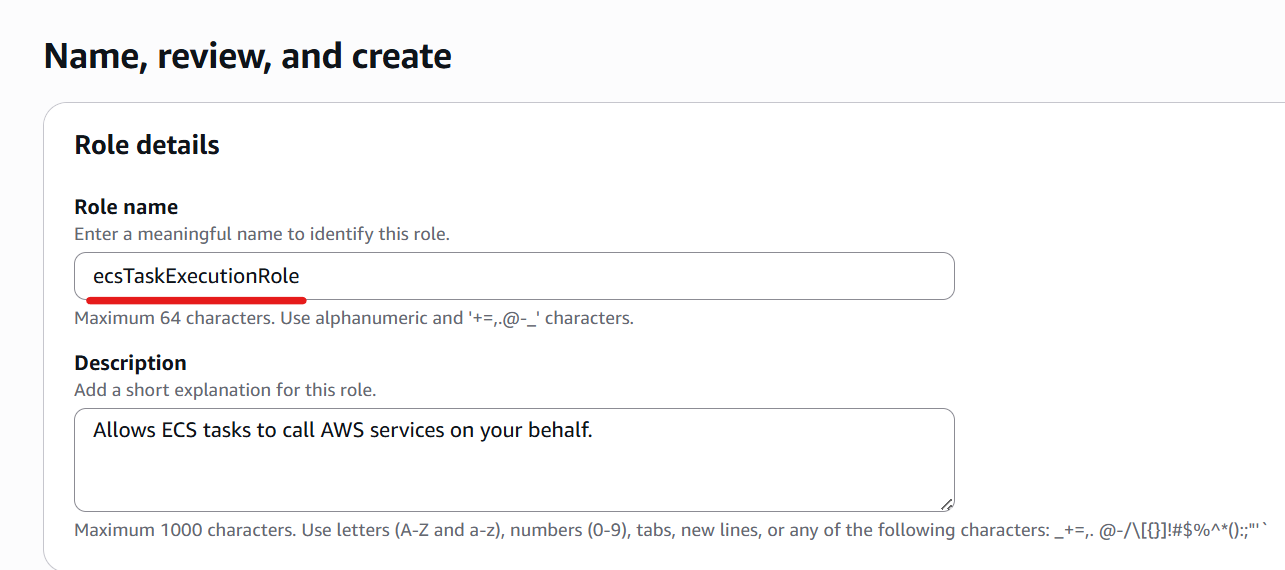 Name, review, and create
Role details
Role name
Enter a meaningful name to identify this role.
ecsTaskExecutionRole
Maximum 64 characters. Use alphanumeric and '+=,.@-_' characters.
Description
Add a short explanation for this role.
Allows ECS tasks to call AWS services on your behalf.
Maximum 1000 characters. Use letters (A-Z and a-z), numbers (0-9), tabs, new lines, or any of the following characters: _+=,. @-/\[{}]!#$%^*();:"'`